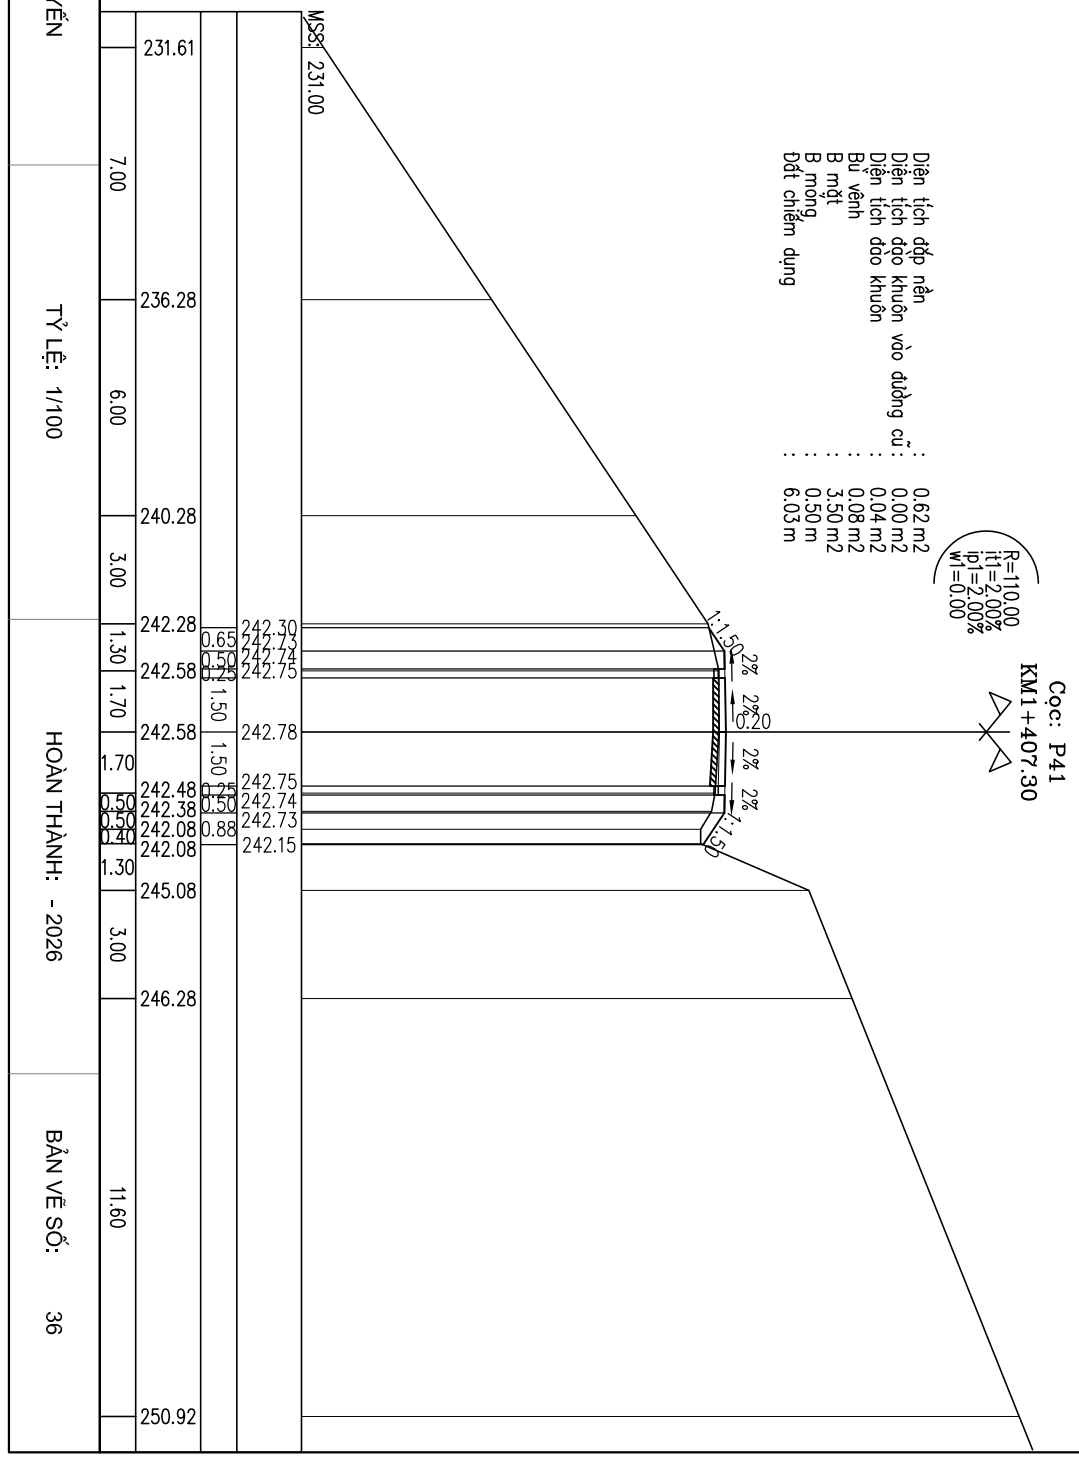 Cọc: P41
KM1+407.30
R=110.00
it1=2.00%
ip1=2.00%
w1=0.00
Diện tích đắp nền : 0.62 m2
Diện tích đào khuôn vào đường cũ : 0.00 m2
Diện tích đào khuôn : 0.04 m2
Bù vênh : 0.08 m2
B mặt : 3.50 m2
B móng : 0.50 m
Đất chiếm dụng : 6.03 m
2% 2% 2% 2%
0.20
1:1.50
1:1.50
MSS: 231.00
242.30 242.73 242.74 242.75 242.78 242.75 242.74 242.73 242.15
0.65 0.50 0.25 1.50 1.50 0.25 0.50 0.88
231.61 236.28 240.28 242.28 242.58 242.58 242.48 242.38 242.08 242.08 245.08 246.28 250.92
7.00 6.00 3.00 1.30 1.70 1.70 0.50 0.50 0.40 1.30 3.00 11.60
YẾN
TỶ LỆ: 1/100
HOÀN THÀNH: - 2026
BẢN VẼ SỐ: 36